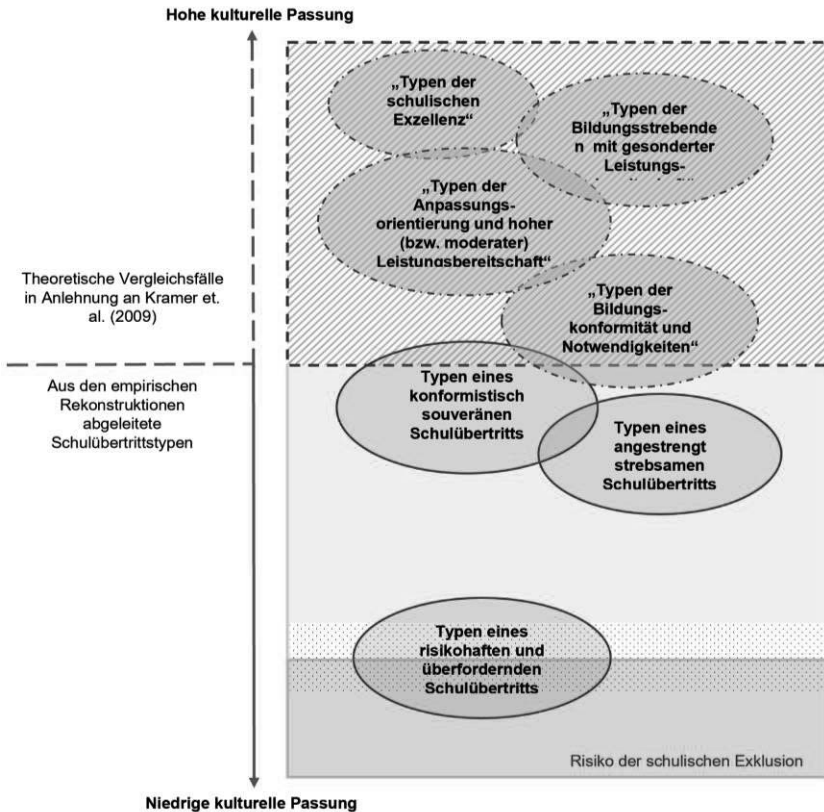 Hohe kulturelle Passung
„Typen der
schulischen
Exzellenz“
„Typen der
Bildungsstrebende
n mit gesonderter
Leistungs-
„Typen der
Anpassungs-
orientierung und hoher
(bzw. moderater)
Leistungsbereitschaft“
Theoretische Vergleichsfälle
in Anlehnung an Kramer et.
al. (2009)
„Typen der
Bildungs-
konformität und
Notwendigkeiten“
Aus den empirischen
Rekonstruktionen
abgeleitete
Schulübertrittstypen
Typen eines
konformistisch
souveränen
Schulübertritts
Typen eines
angestrengt
strebsamen
Schulübertritts
Typen eines
risikohaften und
überfordernden
Schulübertritts
Risiko der schulischen Exklusion
Niedrige kulturelle Passung